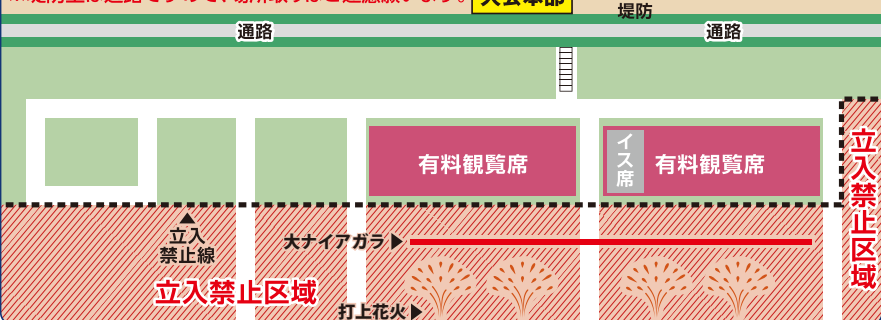 大会本部
堤防
通路
通路
有料観覧席
イス席
有料観覧席
立入禁止区域
立入
禁止線
大ナイアガラ
立入禁止区域
打上花火